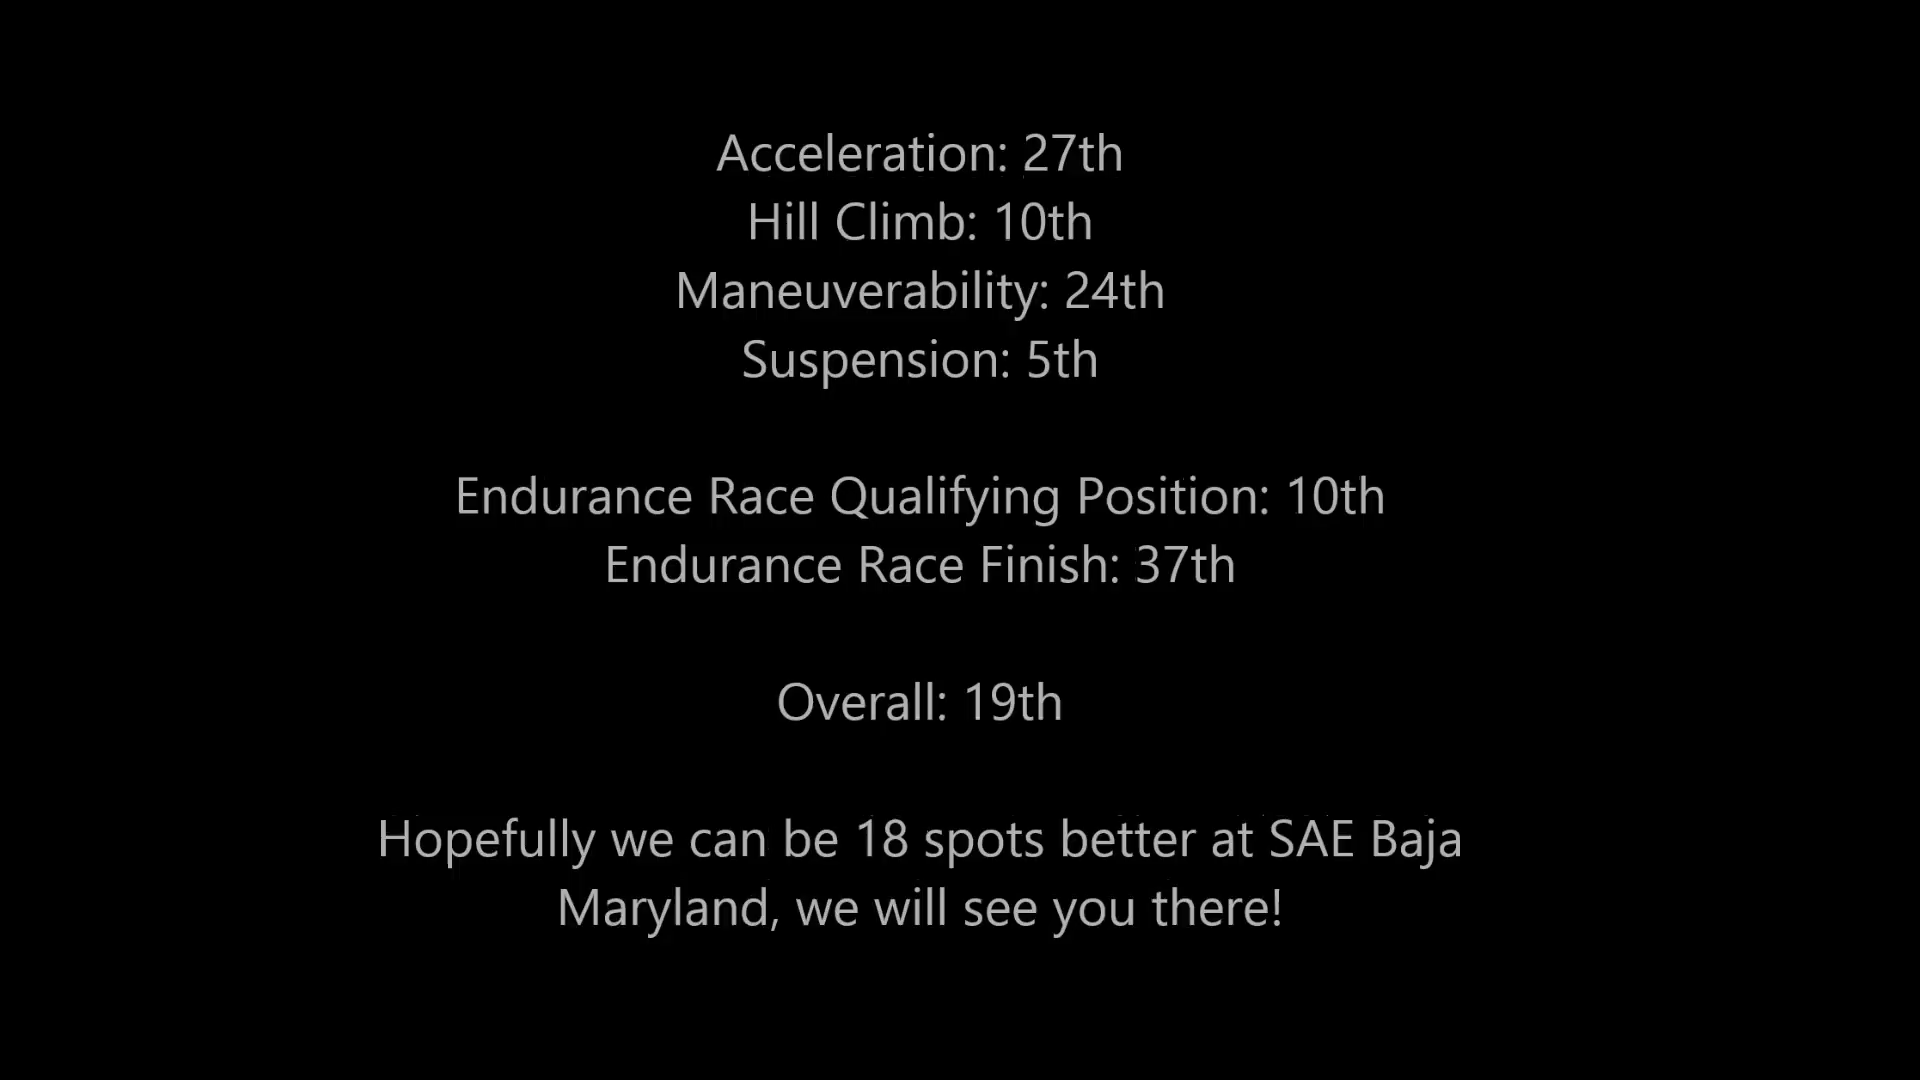 Acceleration: 27th
Hill Climb: 10th
Maneuverability: 24th
Suspension: 5th
Endurance Race Qualifying Position: 10th
Endurance Race Finish: 37th
Overall: 19th
Hopefully we can be 18 spots better at SAE Baja
Maryland, we will see you there!